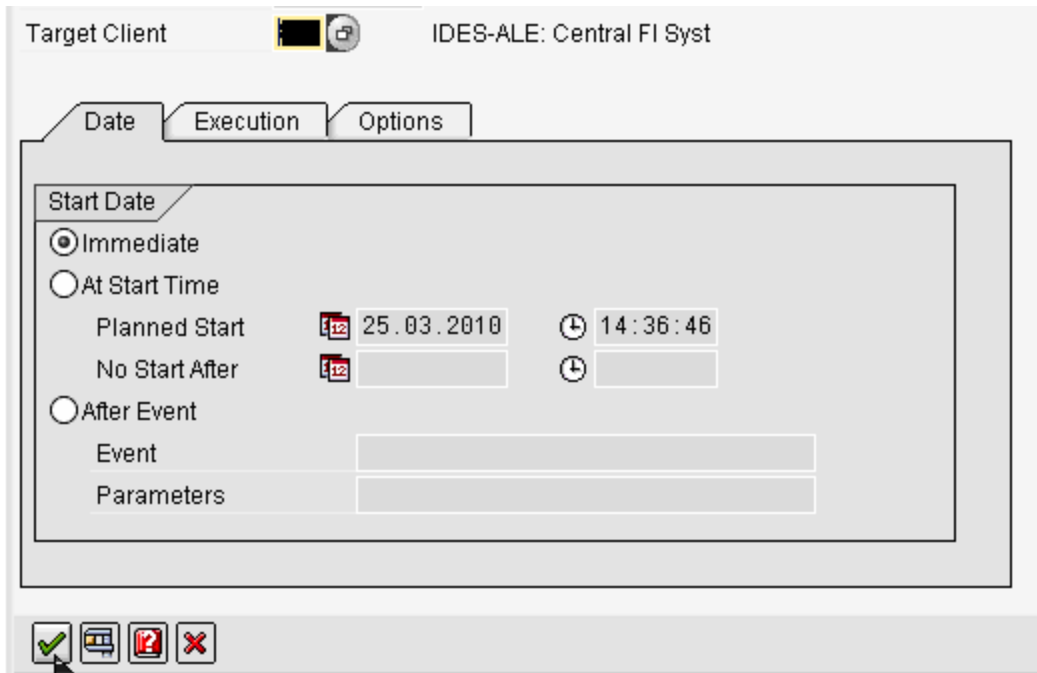 Target Client IDES-ALE: Central FI Syst
Date Execution Options
Start Date
Immediate
At Start Time
Planned Start 25.03.2010 14:36:46
No Start After
After Event
Event
Parameters